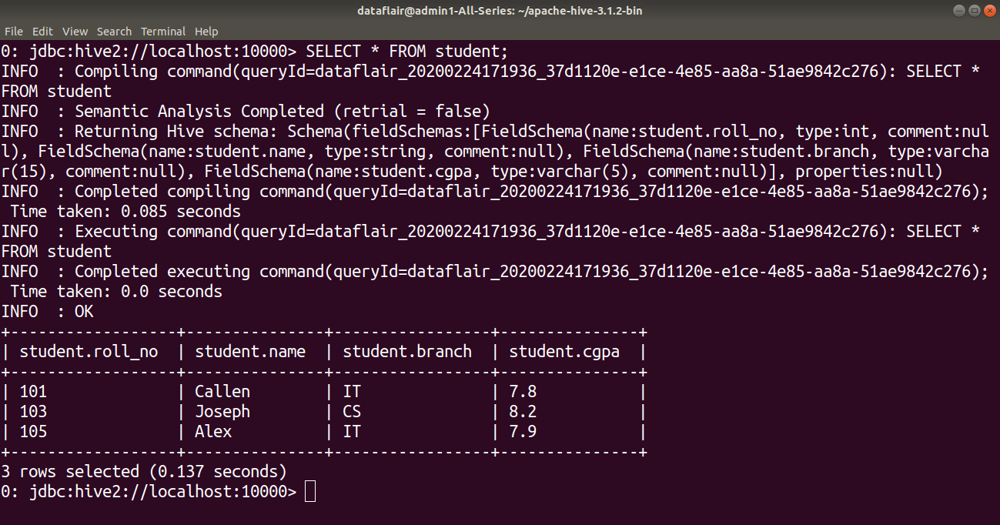 dataflair@admin1-All-Series: ~/apache-hive-3.1.2-bin
File Edit View Search Terminal Help
0: jdbc:hive2://localhost:10000> SELECT * FROM student;
INFO  : Compiling command(queryId=dataflair_20200224171936_37d1120e-e1ce-4e85-aa8a-51ae9842c276): SELECT *
FROM student
INFO  : Semantic Analysis Completed (retrial = false)
INFO  : Returning Hive schema: Schema(fieldSchemas:[FieldSchema(name:student.roll_no, type:int, comment:nul
l), FieldSchema(name:student.name, type:string, comment:null), FieldSchema(name:student.branch, type:varcha
r(15), comment:null), FieldSchema(name:student.cgpa, type:varchar(5), comment:null)], properties:null)
INFO  : Completed compiling command(queryId=dataflair_20200224171936_37d1120e-e1ce-4e85-aa8a-51ae9842c276);
 Time taken: 0.085 seconds
INFO  : Executing command(queryId=dataflair_20200224171936_37d1120e-e1ce-4e85-aa8a-51ae9842c276): SELECT *
FROM student
INFO  : Completed executing command(queryId=dataflair_20200224171936_37d1120e-e1ce-4e85-aa8a-51ae9842c276);
 Time taken: 0.0 seconds
INFO  : OK
+------------------+---------------+-----------------+---------------+
| student.roll_no  | student.name  | student.branch  | student.cgpa  |
+------------------+---------------+-----------------+---------------+
| 101              | Callen        | IT              | 7.8           |
| 103              | Joseph        | CS              | 8.2           |
| 105              | Alex          | IT              | 7.9           |
+------------------+---------------+-----------------+---------------+
3 rows selected (0.137 seconds)
0: jdbc:hive2://localhost:10000>